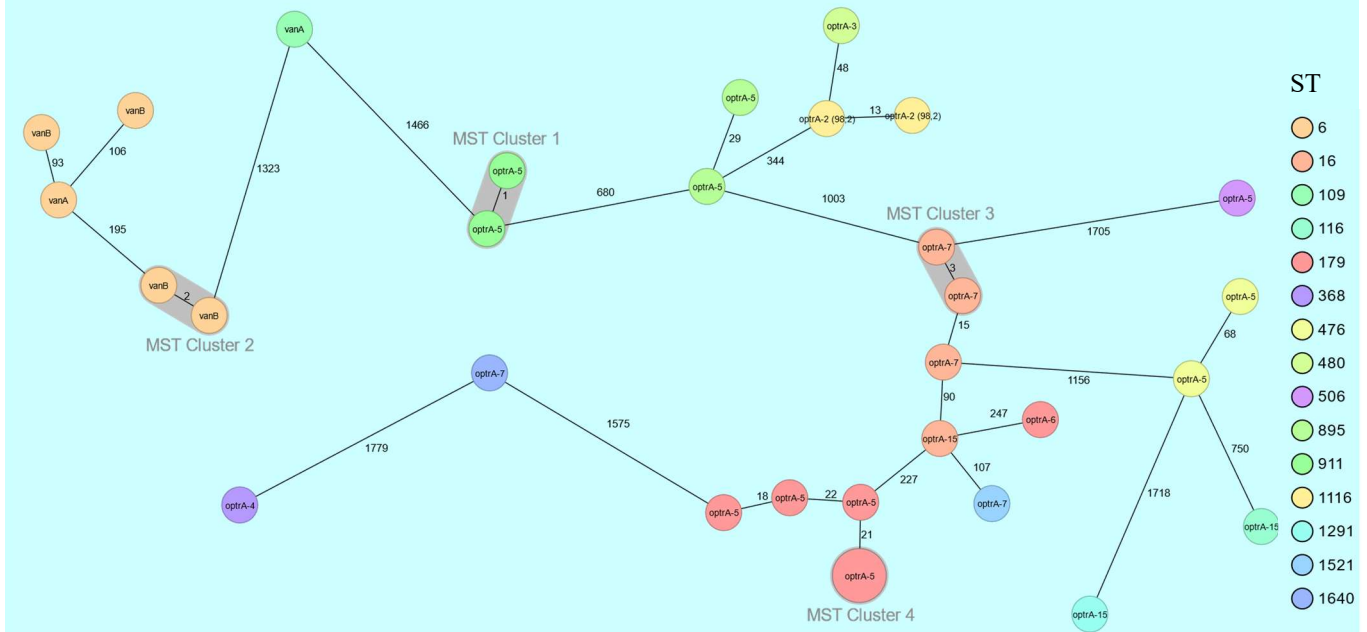 optrA-3
ST
vanA
48
optrA-5
vanB
optrA-2 (98,2)
13
optrA-2 (98,2)
6
vanB
1466
29
MST Cluster 1
16
93
106
344
1323
optrA-5
1
680
optrA-5
1003
109
vanA
MST Cluster 3
optrA-5
116
195
optrA-5
optrA-7
1705
179
3
vanB
2
vanB
optrA-7
optrA-5
368
MST Cluster 2
15
68
476
optrA-7
optrA-7
1156
optrA-5
480
90
506
1575
247
optrA-6
895
1779
optrA-15
750
107
911
227
1718
optrA-4
optrA-5
18
optrA-5
22
optrA-5
optrA-7
1116
21
optrA-15
1291
optrA-5
1521
MST Cluster 4
optrA-15
1640